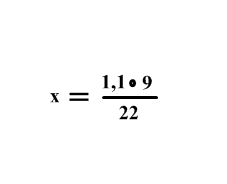 x = 1,1 • 9
22